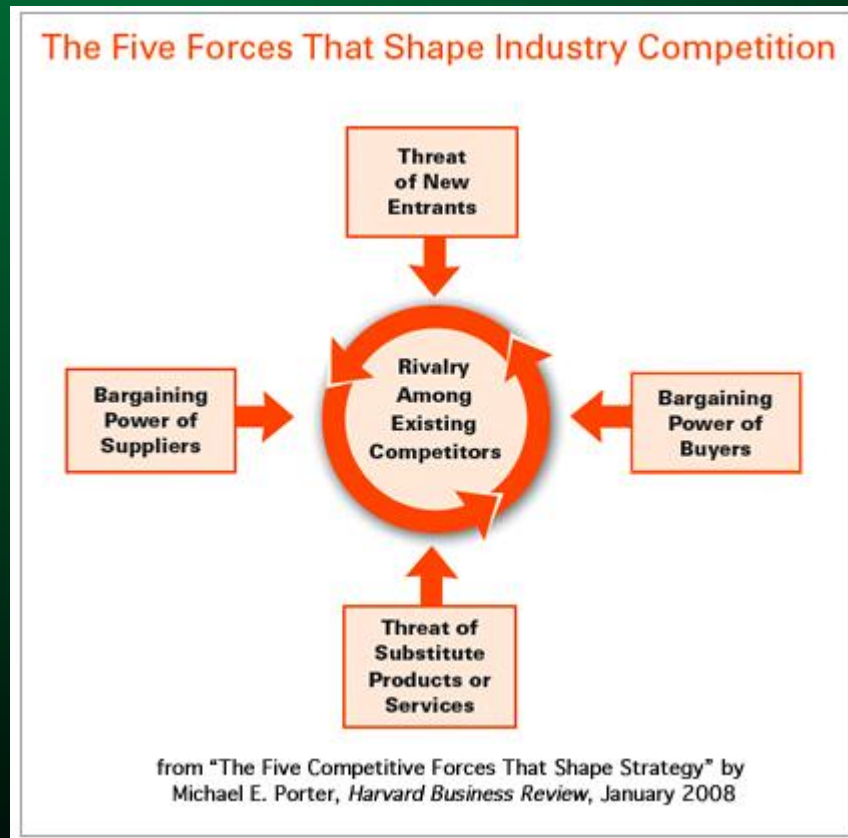 The Five Forces That Shape Industry Competition
Threat
of New
Entrants
Bargaining
Power of
Suppliers
Rivalry
Among
Existing
Competitors
Bargaining
Power of
Buyers
Threat of
Substitute
Products or
Services
from “The Five Competitive Forces That Shape Strategy” by
Michael E. Porter, Harvard Business Review, January 2008